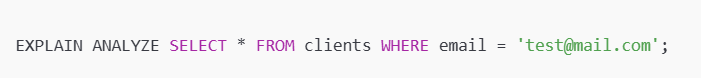 EXPLAIN ANALYZE SELECT * FROM clients WHERE email = 'test@mail.com';